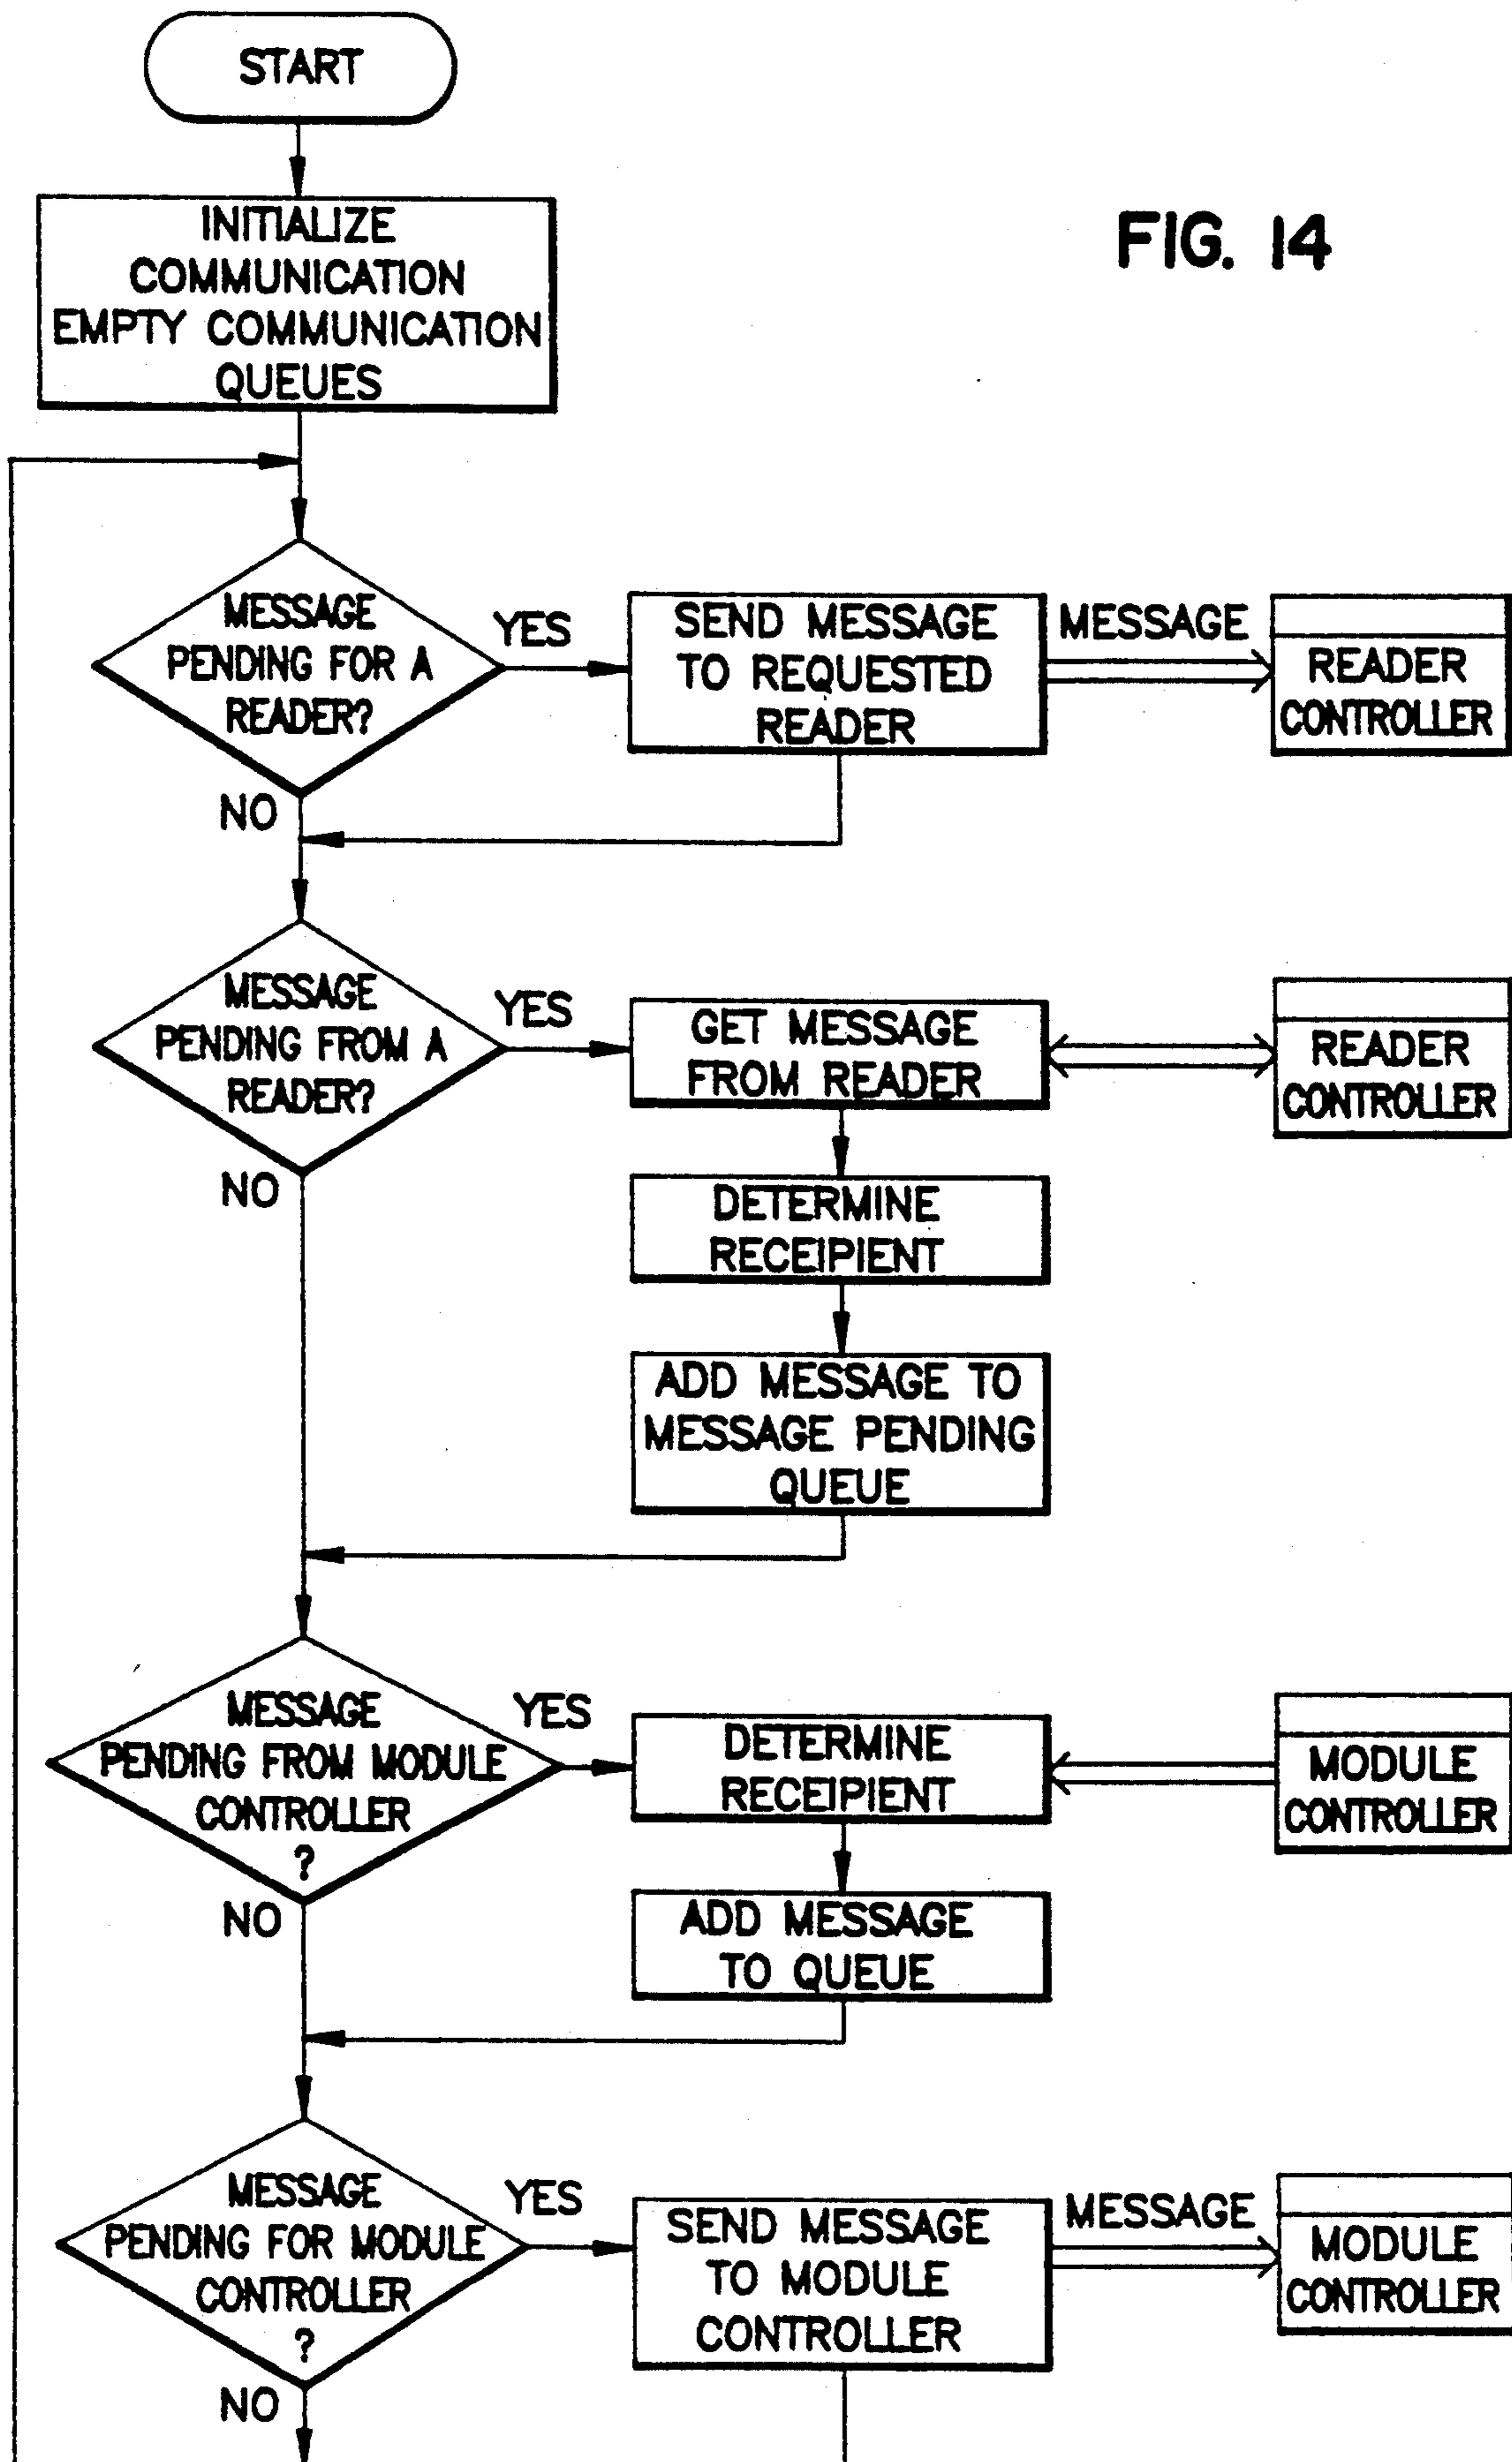 START
INITIALIZE
COMMUNICATION
EMPTY COMMUNICATION
QUEUES
FIG. 14
MESSAGE
PENDING FOR A
READER?
YES
NO
SEND MESSAGE
TO REQUESTED
READER
MESSAGE
READER
CONTROLLER
MESSAGE
PENDING FROM A
READER?
YES
NO
GET MESSAGE
FROM READER
READER
CONTROLLER
DETERMINE
RECEIPIENT
ADD MESSAGE TO
MESSAGE PENDING
QUEUE
MESSAGE
PENDING FROM MODULE
CONTROLLER
?
YES
NO
DETERMINE
RECEIPIENT
MODULE
CONTROLLER
ADD MESSAGE
TO QUEUE
MESSAGE
PENDING FOR MODULE
CONTROLLER
?
YES
NO
SEND MESSAGE
TO MODULE
CONTROLLER
MESSAGE
MODULE
CONTROLLER